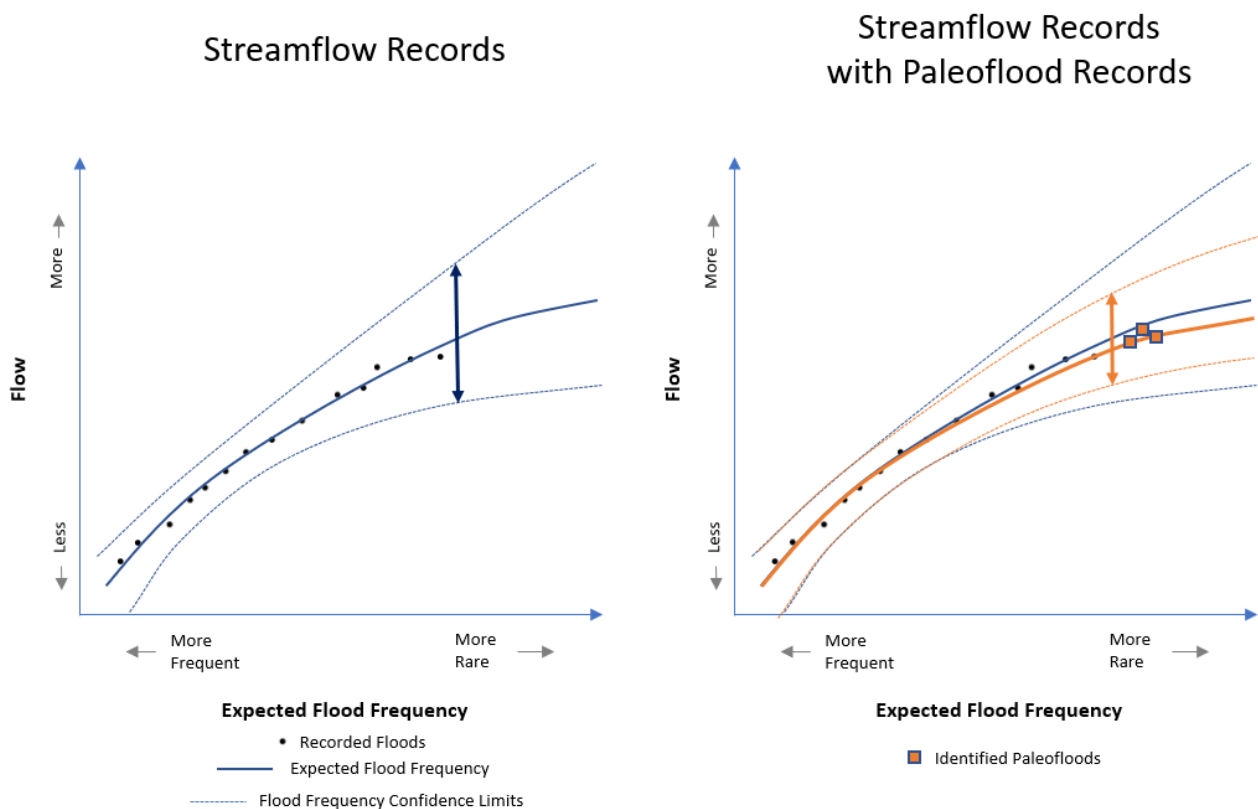 Streamflow Records
Flow
More
Less
More
Frequent
More
Rare
Expected Flood Frequency
Recorded Floods
Expected Flood Frequency
Flood Frequency Confidence Limits
Streamflow Records
with Paleoflood Records
Flow
More
Less
More
Frequent
More
Rare
Expected Flood Frequency
Identified Paleofloods